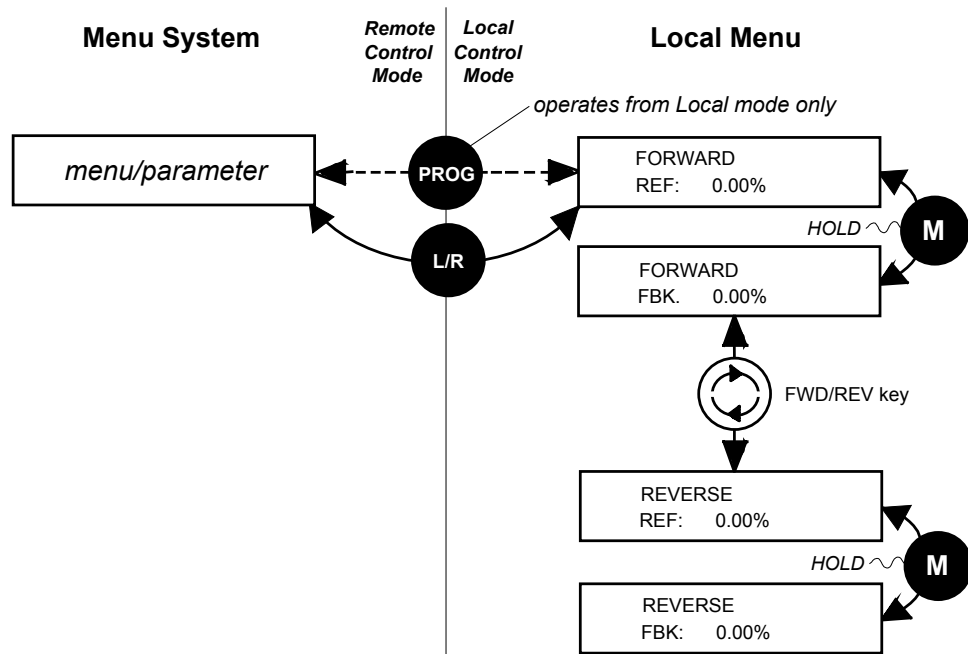 Menu System
Remote
Control
Mode
Local
Control
Mode
Local Menu
operates from Local mode only
menu/parameter
PROG
FORWARD
REF: 0.00%
HOLD
M
L/R
FORWARD
FBK. 0.00%
FWD/REV key
REVERSE
REF: 0.00%
HOLD
M
REVERSE
FBK: 0.00%